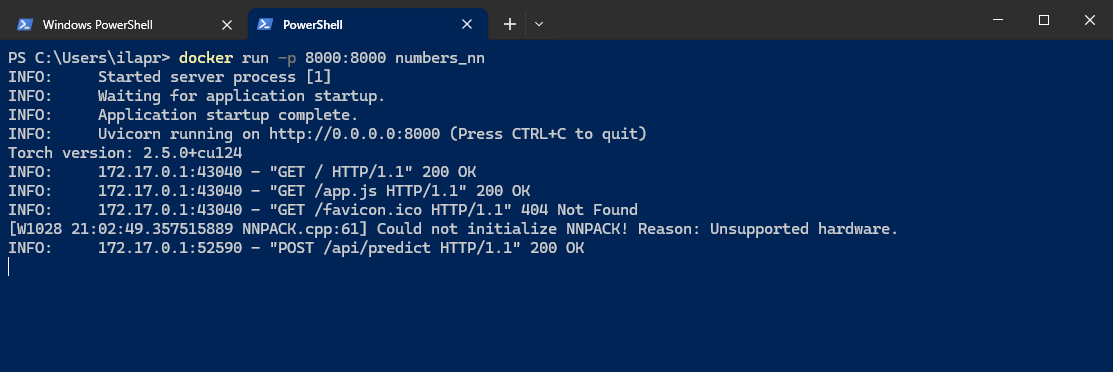 Windows PowerShell
PowerShell
PS C:\Users\ilapr> docker run -p 8000:8000 numbers_nn
INFO:     Started server process [1]
INFO:     Waiting for application startup.
INFO:     Application startup complete.
INFO:     Uvicorn running on http://0.0.0.0:8000 (Press CTRL+C to quit)
Torch version: 2.5.0+cu124
INFO:     172.17.0.1:43040 - "GET / HTTP/1.1" 200 OK
INFO:     172.17.0.1:43040 - "GET /app.js HTTP/1.1" 200 OK
INFO:     172.17.0.1:43040 - "GET /favicon.ico HTTP/1.1" 404 Not Found
[W1028 21:02:49.357515889 NNPACK.cpp:61] Could not initialize NNPACK! Reason: Unsupported hardware.
INFO:     172.17.0.1:52590 - "POST /api/predict HTTP/1.1" 200 OK